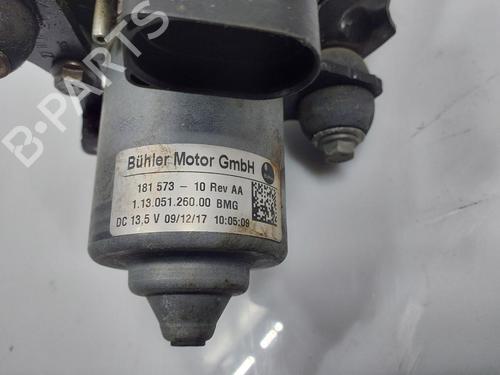 B-PARTS
Bühler Motor GmbH
181 573 - 10 Rev AA
1.13.051.260.00 BMG
DC 13,5 V 09/12/17 10:05:09